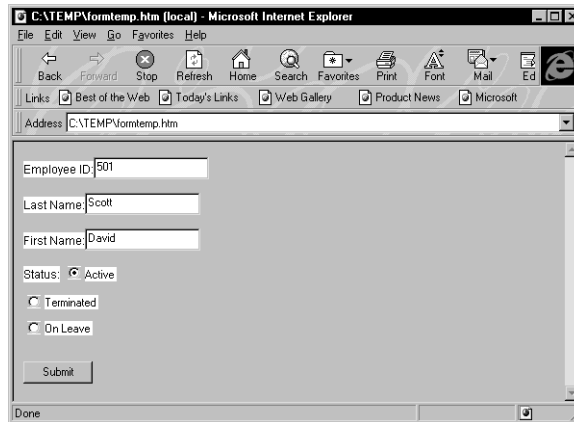 C:\TEMP\formtemp.htm (local) - Microsoft Internet Explorer
File Edit View Go Favorites Help
Back Forward Stop Refresh Home Search Favorites Print Font Mail Ed
Links Best of the Web Today's Links Web Gallery Product News Microsoft
Address C:\TEMP\formtemp.htm
Employee ID: 501
Last Name: Scott
First Name: David
Status: Active
Terminated
On Leave
Submit
Done